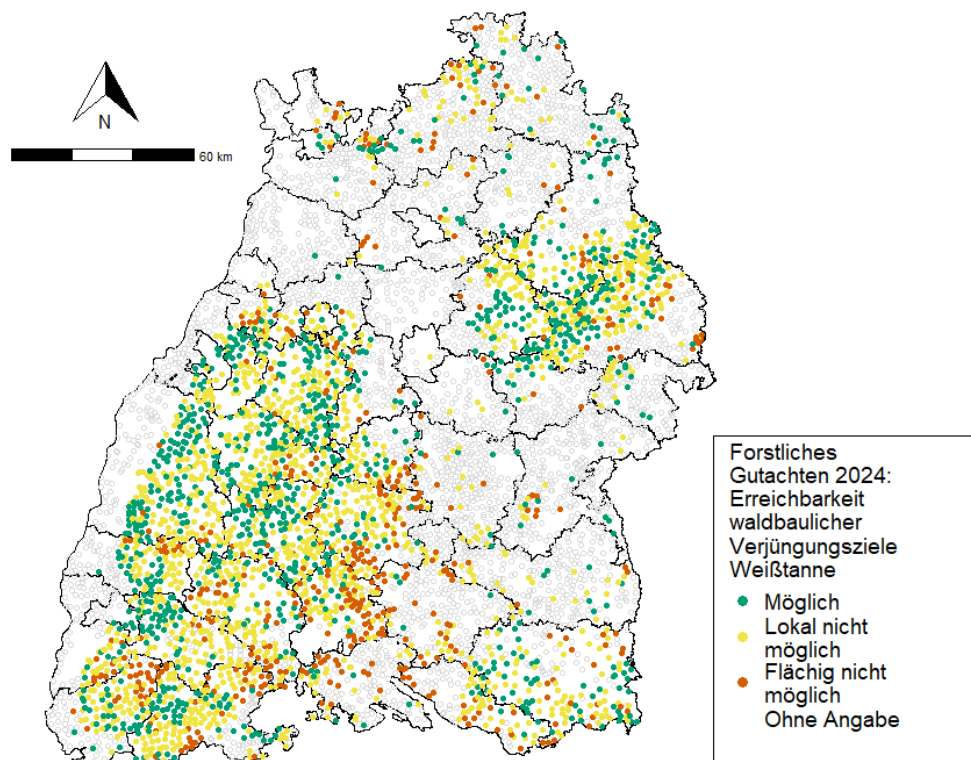 N
60 km
Forstliches
Gutachten 2024:
Erreichbarkeit
waldbaulicher
Verjüngungsziele
Weißtanne
Möglich
Lokal nicht
möglich
Flächig nicht
möglich
Ohne Angabe